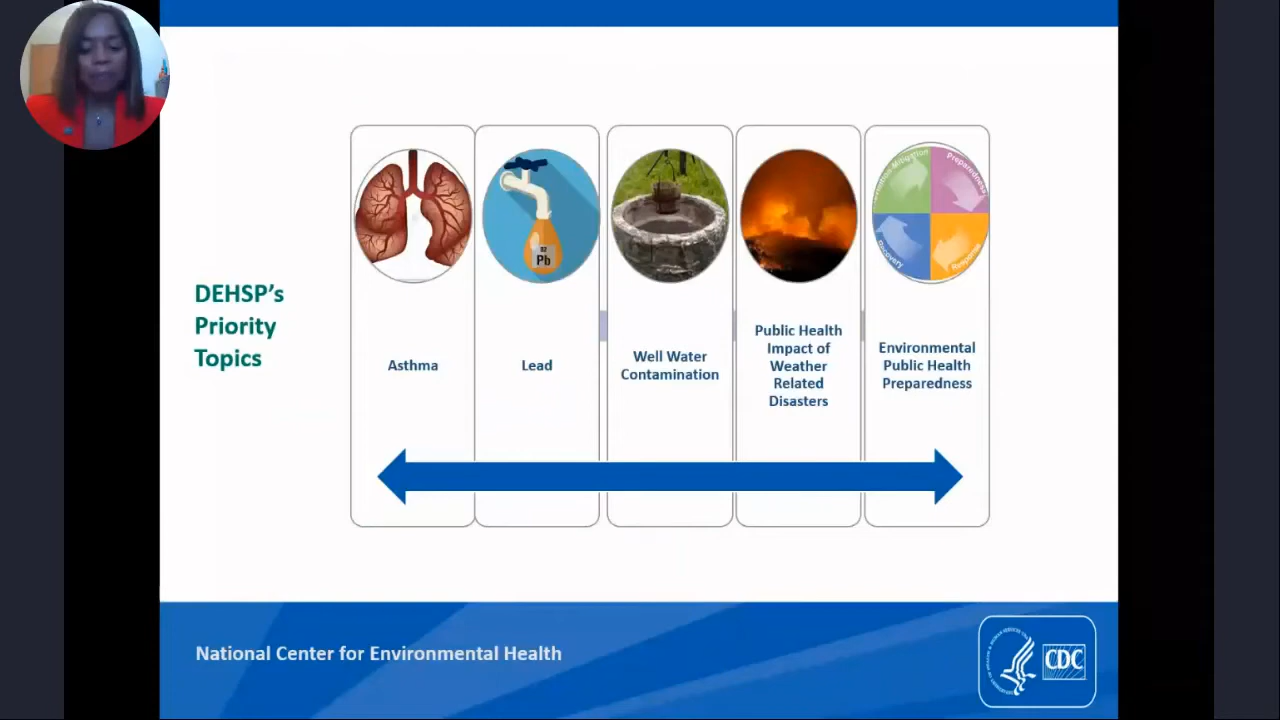 DEHSP's
Priority
Topics
82
Pb
Preparedness
Response
Recovery
Asthma
Lead
Well Water
Contamination
Public Health
Impact of
Weather
Related
Disasters
Environmental
Public Health
Preparedness
National Center for Environmental Health
CDC